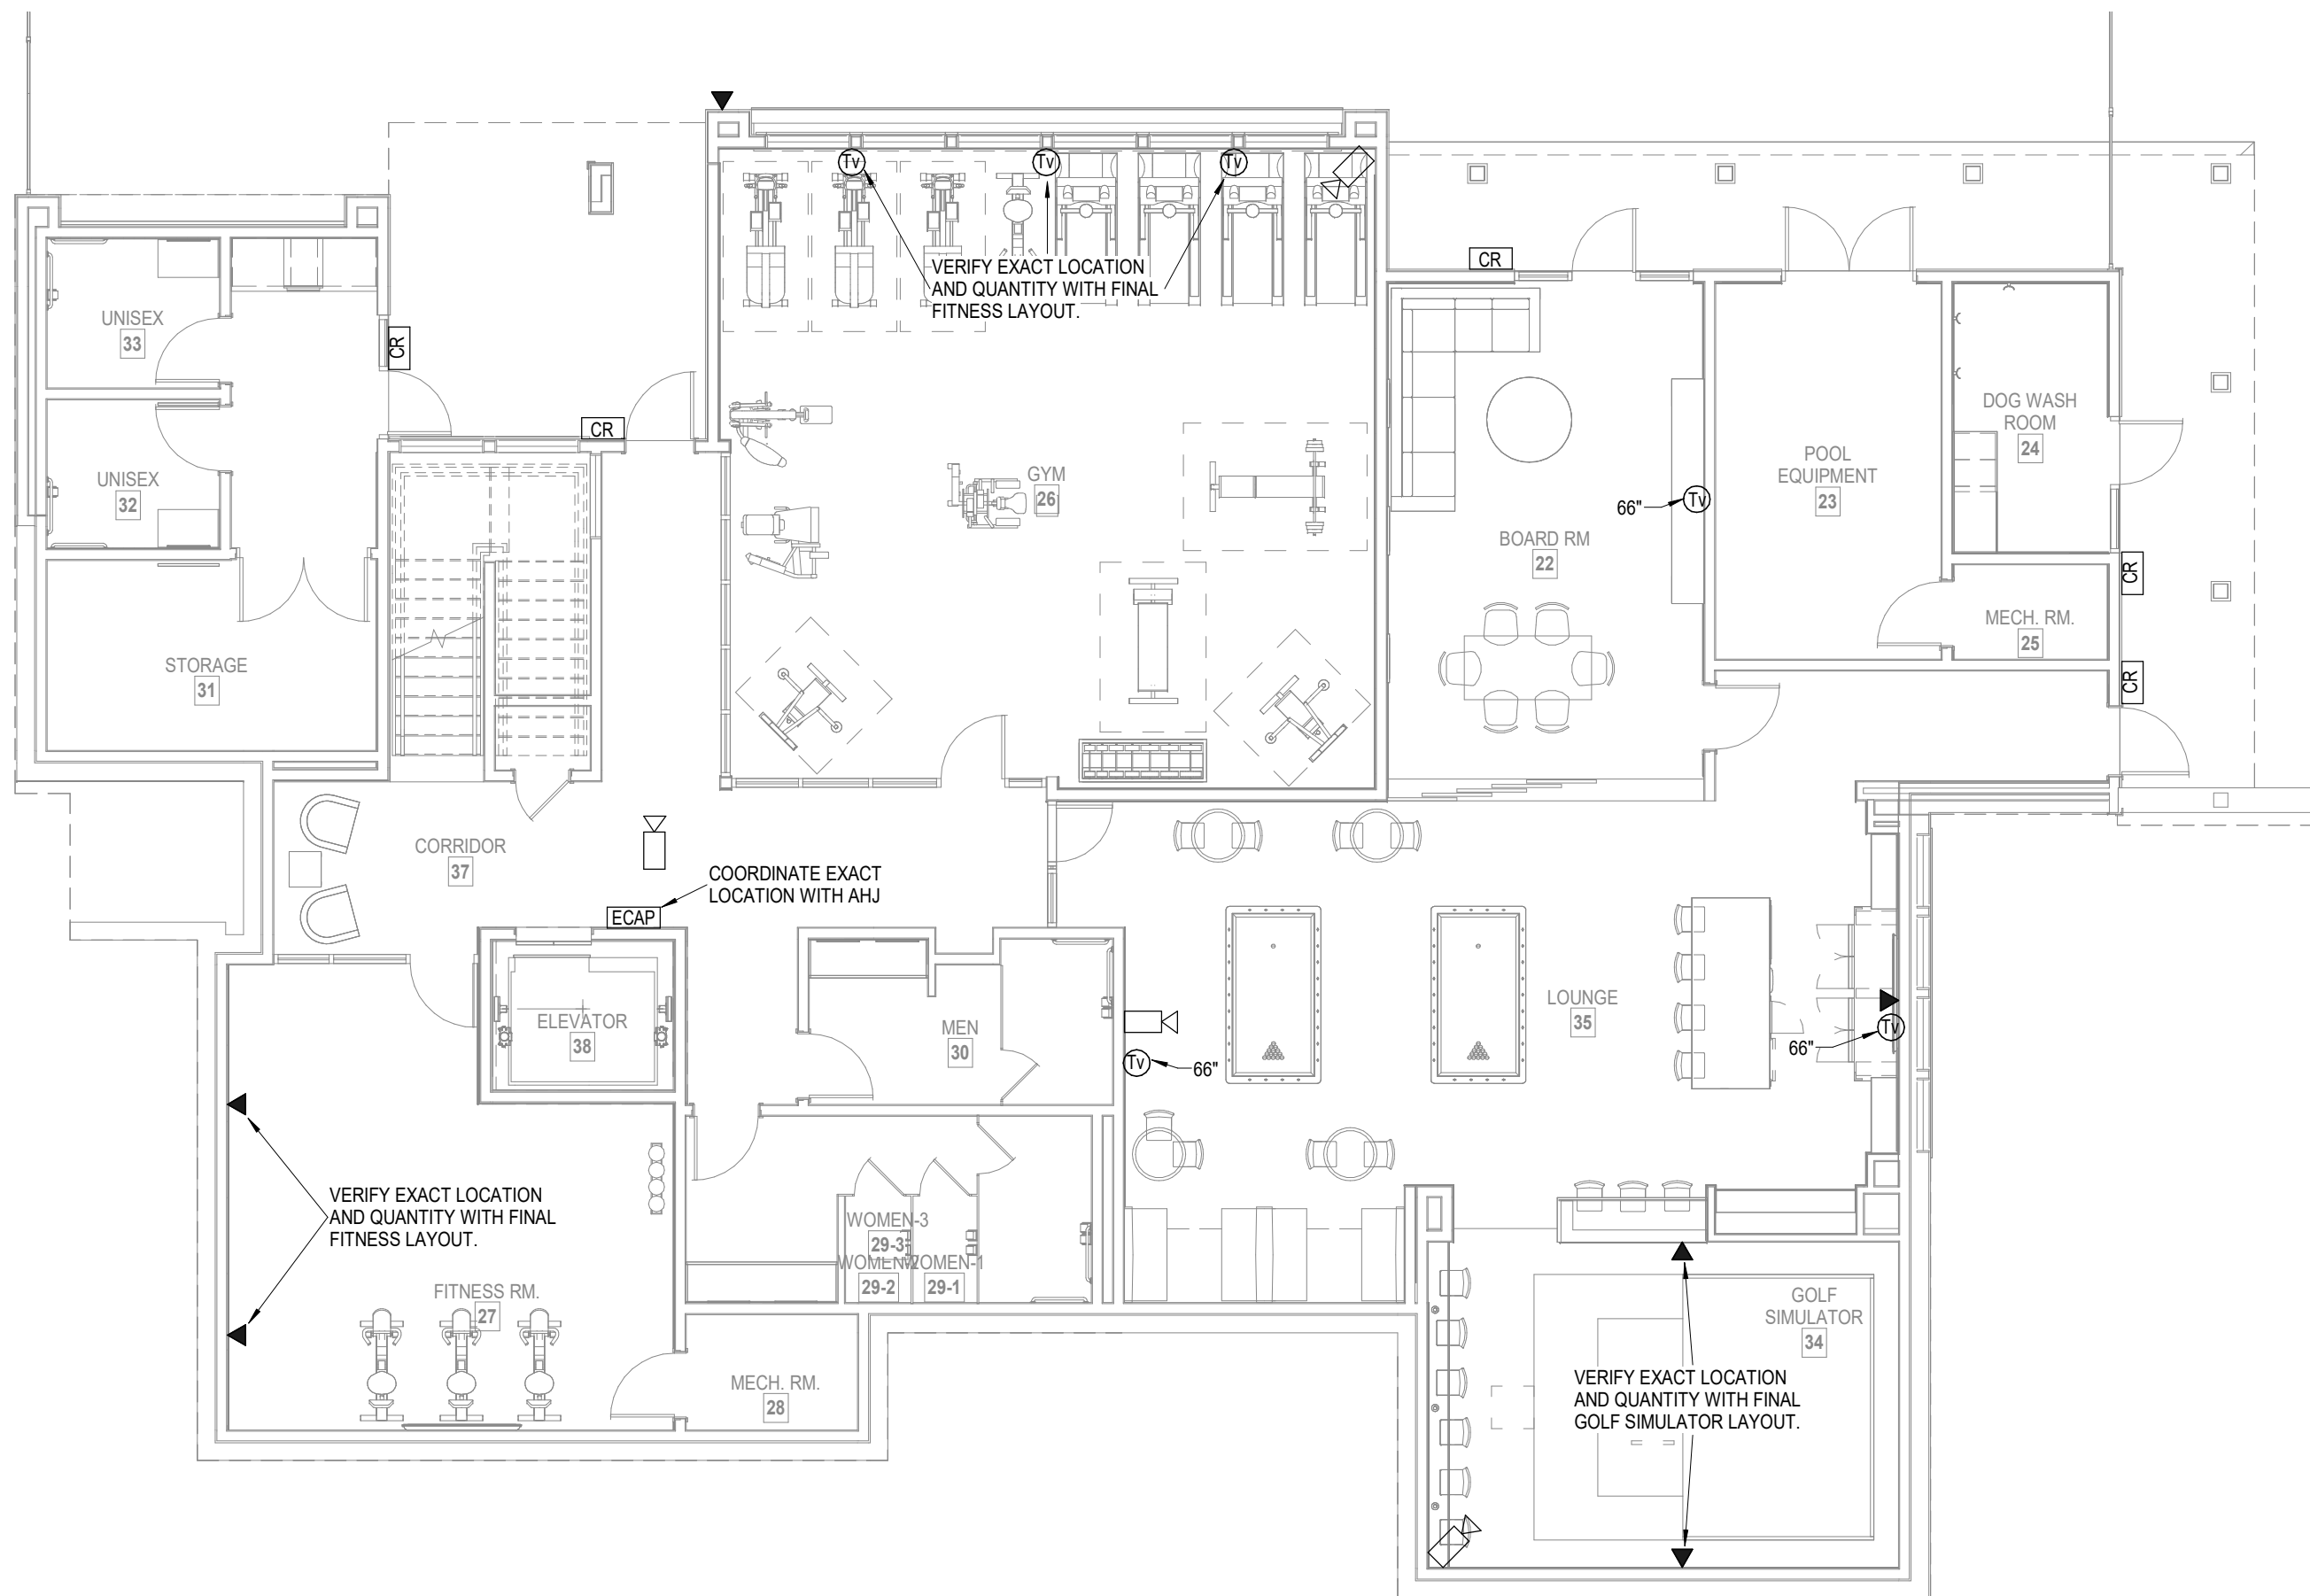 Tv
Tv
Tv
VERIFY EXACT LOCATION
AND QUANTITY WITH FINAL
FITNESS LAYOUT.
CR
UNISEX
33
CR
CR
UNISEX
32
GYM
26
66"
Tv
BOARD RM
22
POOL
EQUIPMENT
23
DOG WASH
ROOM
24
CR
MECH. RM.
25
CR
STORAGE
31
CORRIDOR
37
COORDINATE EXACT
LOCATION WITH AHJ
ECAP
ELEVATOR
38
MEN
30
Tv
66"
LOUNGE
35
Tv
66"
VERIFY EXACT LOCATION
AND QUANTITY WITH FINAL
FITNESS LAYOUT.
WOMEN-3
29-3
WOMEN-2
29-2
WOMEN-1
29-1
FITNESS RM.
27
MECH. RM.
28
GOLF
SIMULATOR
34
VERIFY EXACT LOCATION
AND QUANTITY WITH FINAL
GOLF SIMULATOR LAYOUT.